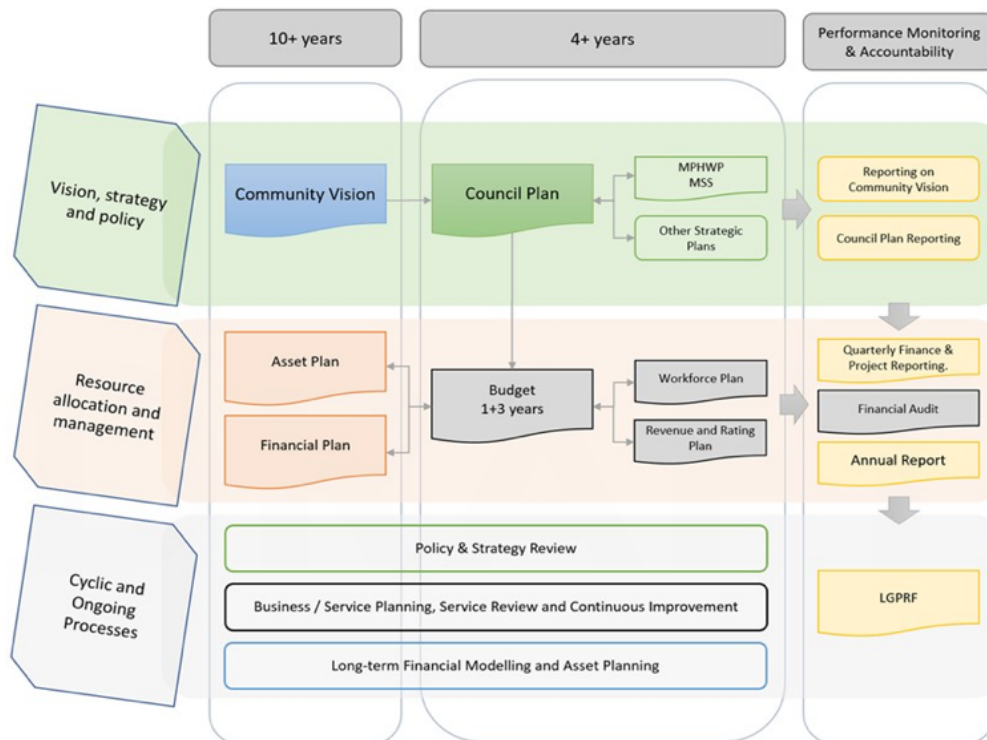 10+ years
4+ years
Performance Monitoring
& Accountability
Vision, strategy
and policy
Community Vision
Council Plan
MPHWP
MSS
Other Strategic
Plans
Reporting on
Community Vision
Council Plan Reporting
Resource
allocation and
management
Asset Plan
Financial Plan
Budget
1+3 years
Workforce Plan
Revenue and Rating
Plan
Quarterly Finance &
Project Reporting.
Financial Audit
Annual Report
Cyclic and
Ongoing
Processes
Policy & Strategy Review
Business / Service Planning, Service Review and Continuous Improvement
Long-term Financial Modelling and Asset Planning
LGPRF